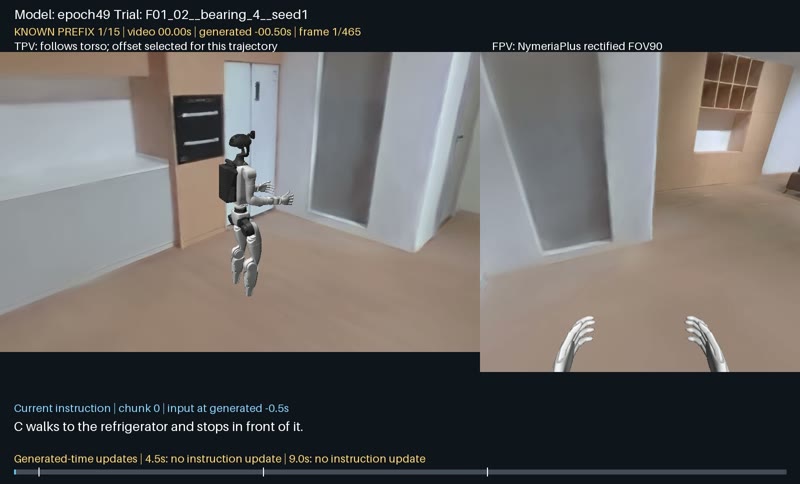 Model: epoch49 Trial: F01_02__bearing_4__seed1
KNOWN PREFIX 1/15 | video 00.00s | generated -00.50s | frame 1/465
TPV: follows torso; offset selected for this trajectory
FPV: NymeriaPlus rectified FOV90
Current instruction | chunk 0 | input at generated -0.5s
C walks to the refrigerator and stops in front of it.
Generated-time updates | 4.5s: no instruction update | 9.0s: no instruction update